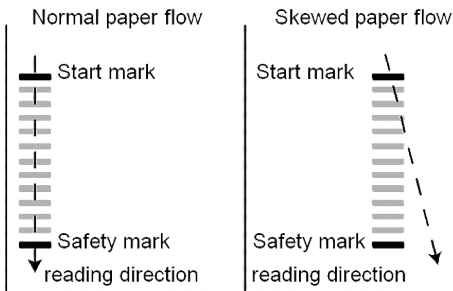 Normal paper flow
Start mark
Safety mark
reading direction
Skewed paper flow
Start mark
Safety mark
reading direction